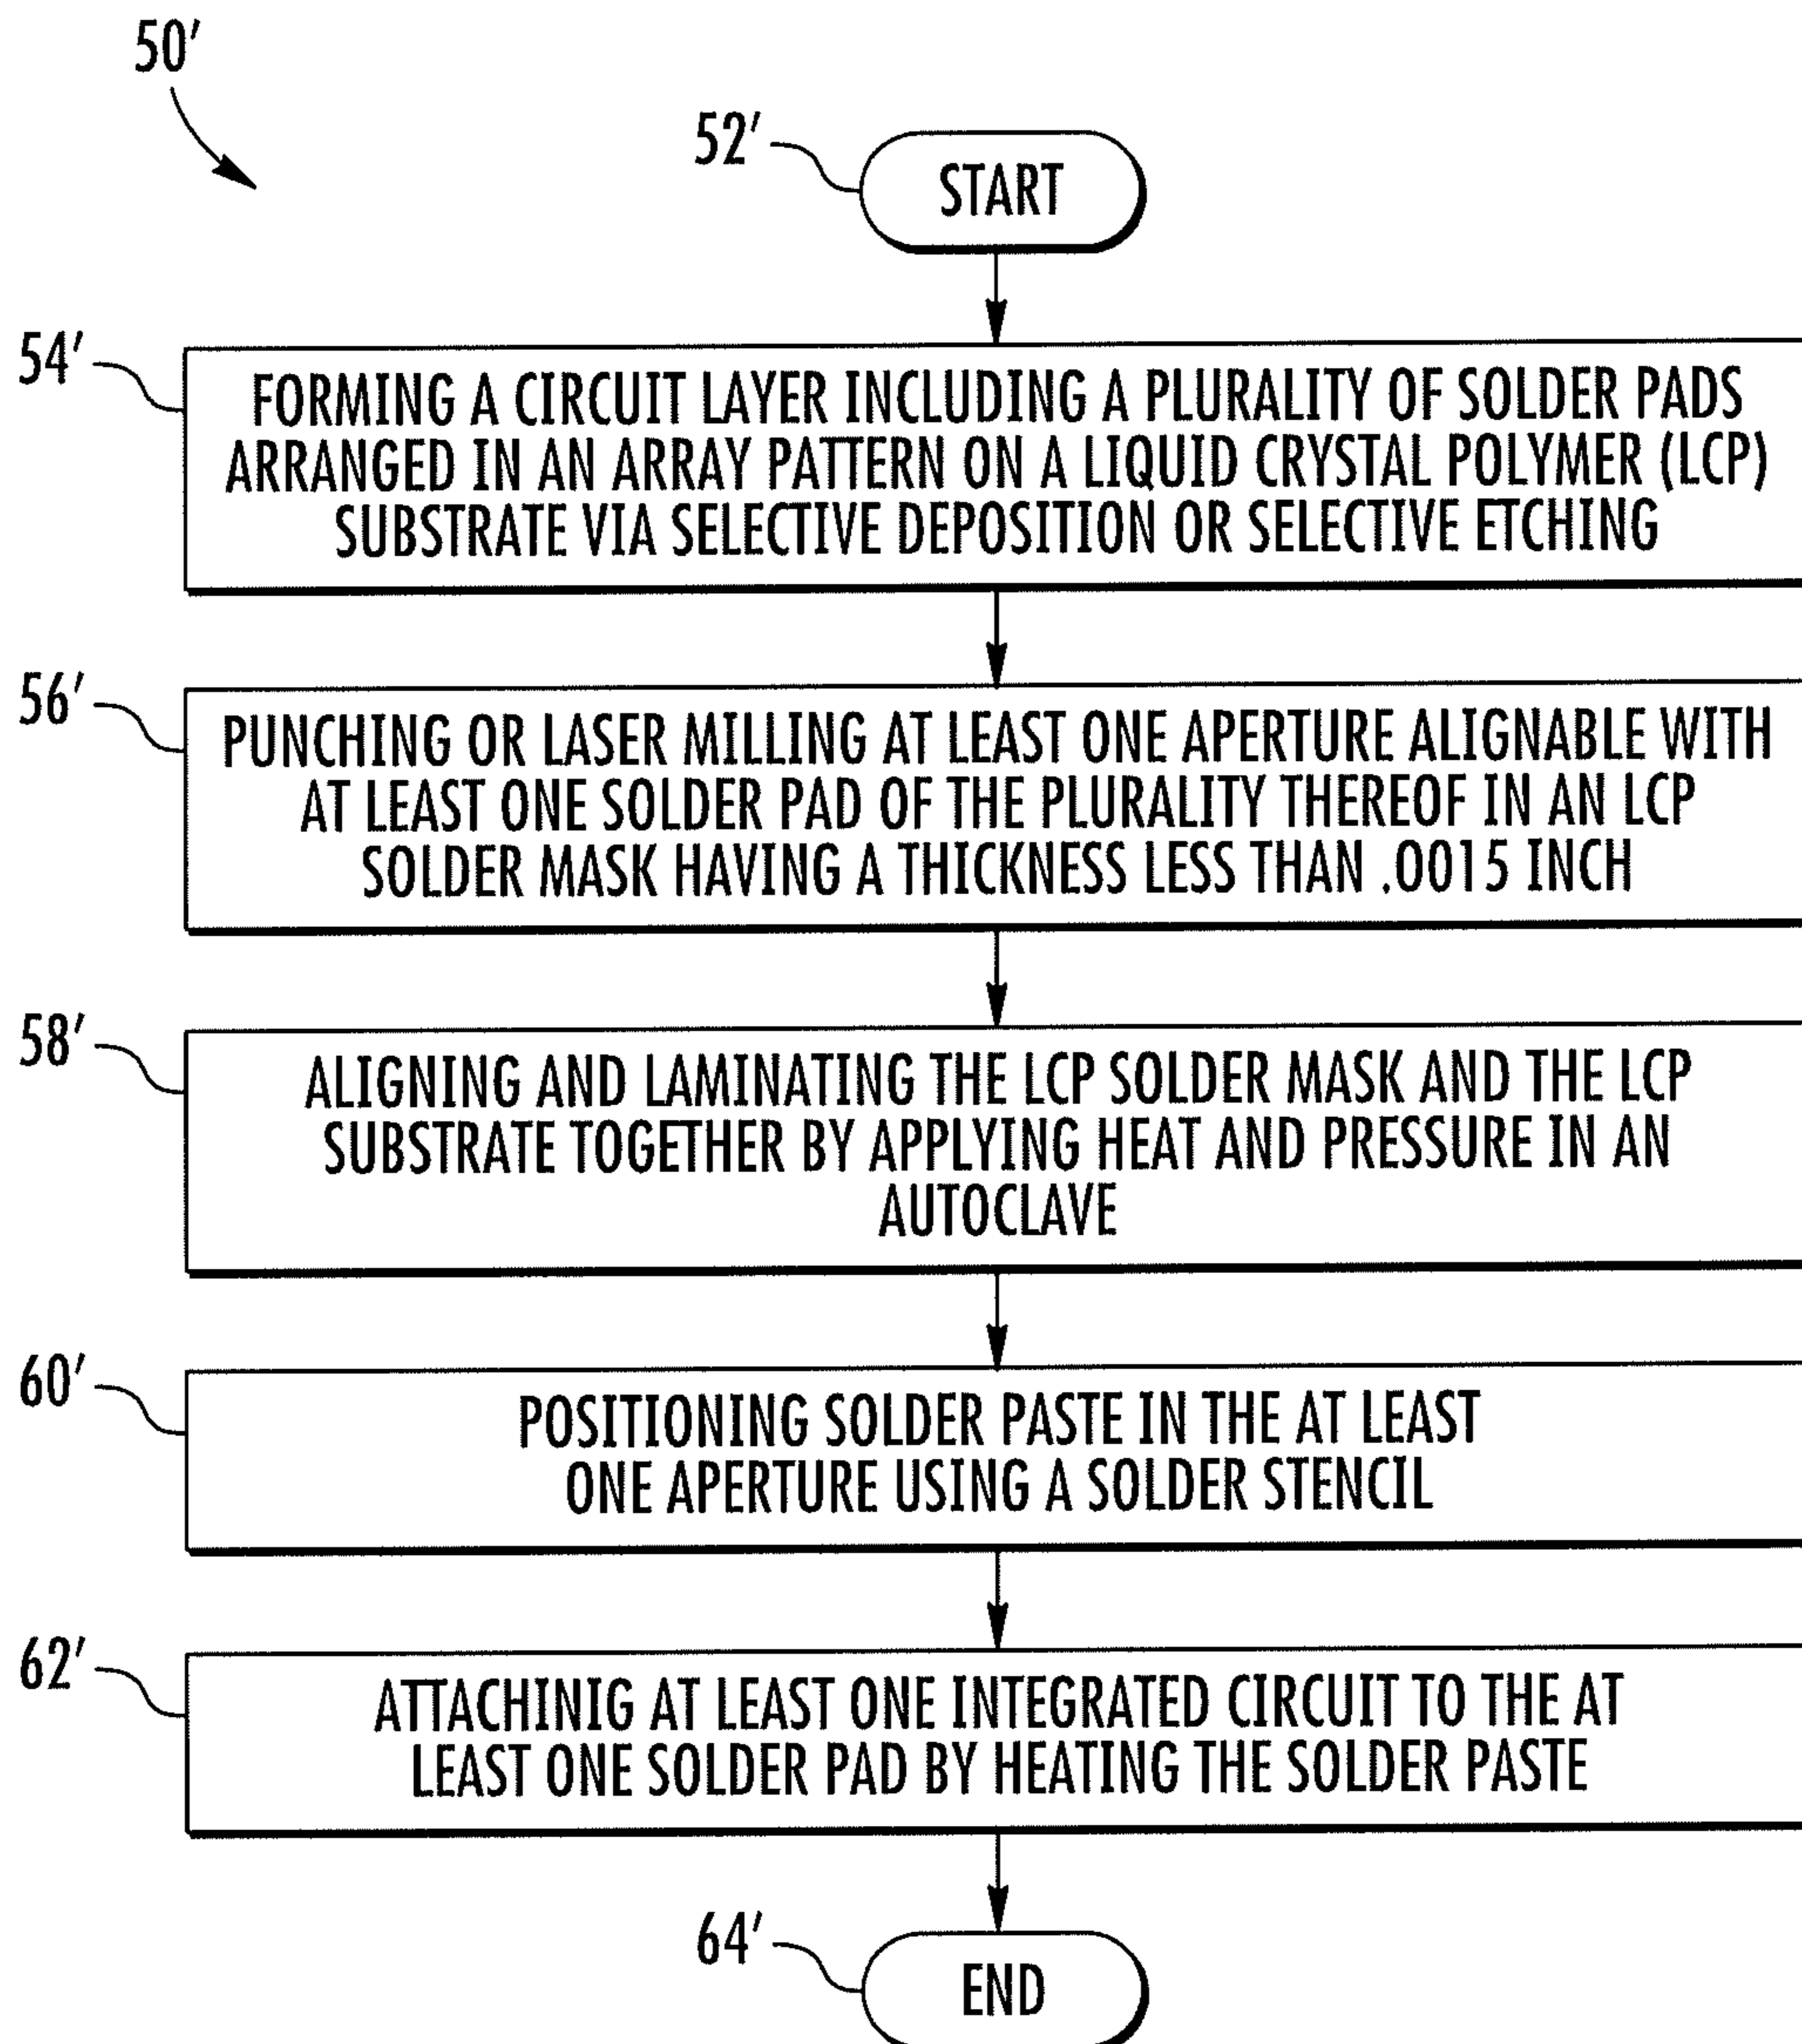 50'
52'
START
54'
FORMING A CIRCUIT LAYER INCLUDING A PLURALITY OF SOLDER PADS
ARRANGED IN AN ARRAY PATTERN ON A LIQUID CRYSTAL POLYMER (LCP)
SUBSTRATE VIA SELECTIVE DEPOSITION OR SELECTIVE ETCHING
56'
PUNCHING OR LASER MILLING AT LEAST ONE APERTURE ALIGNABLE WITH
AT LEAST ONE SOLDER PAD OF THE PLURALITY THEREOF IN AN LCP
SOLDER MASK HAVING A THICKNESS LESS THAN .0015 INCH
58'
ALIGNING AND LAMINATING THE LCP SOLDER MASK AND THE LCP
SUBSTRATE TOGETHER BY APPLYING HEAT AND PRESSURE IN AN
AUTOCLAVE
60'
POSITIONING SOLDER PASTE IN THE AT LEAST
ONE APERTURE USING A SOLDER STENCIL
62'
ATTACHINIG AT LEAST ONE INTEGRATED CIRCUIT TO THE AT
LEAST ONE SOLDER PAD BY HEATING THE SOLDER PASTE
64'
END